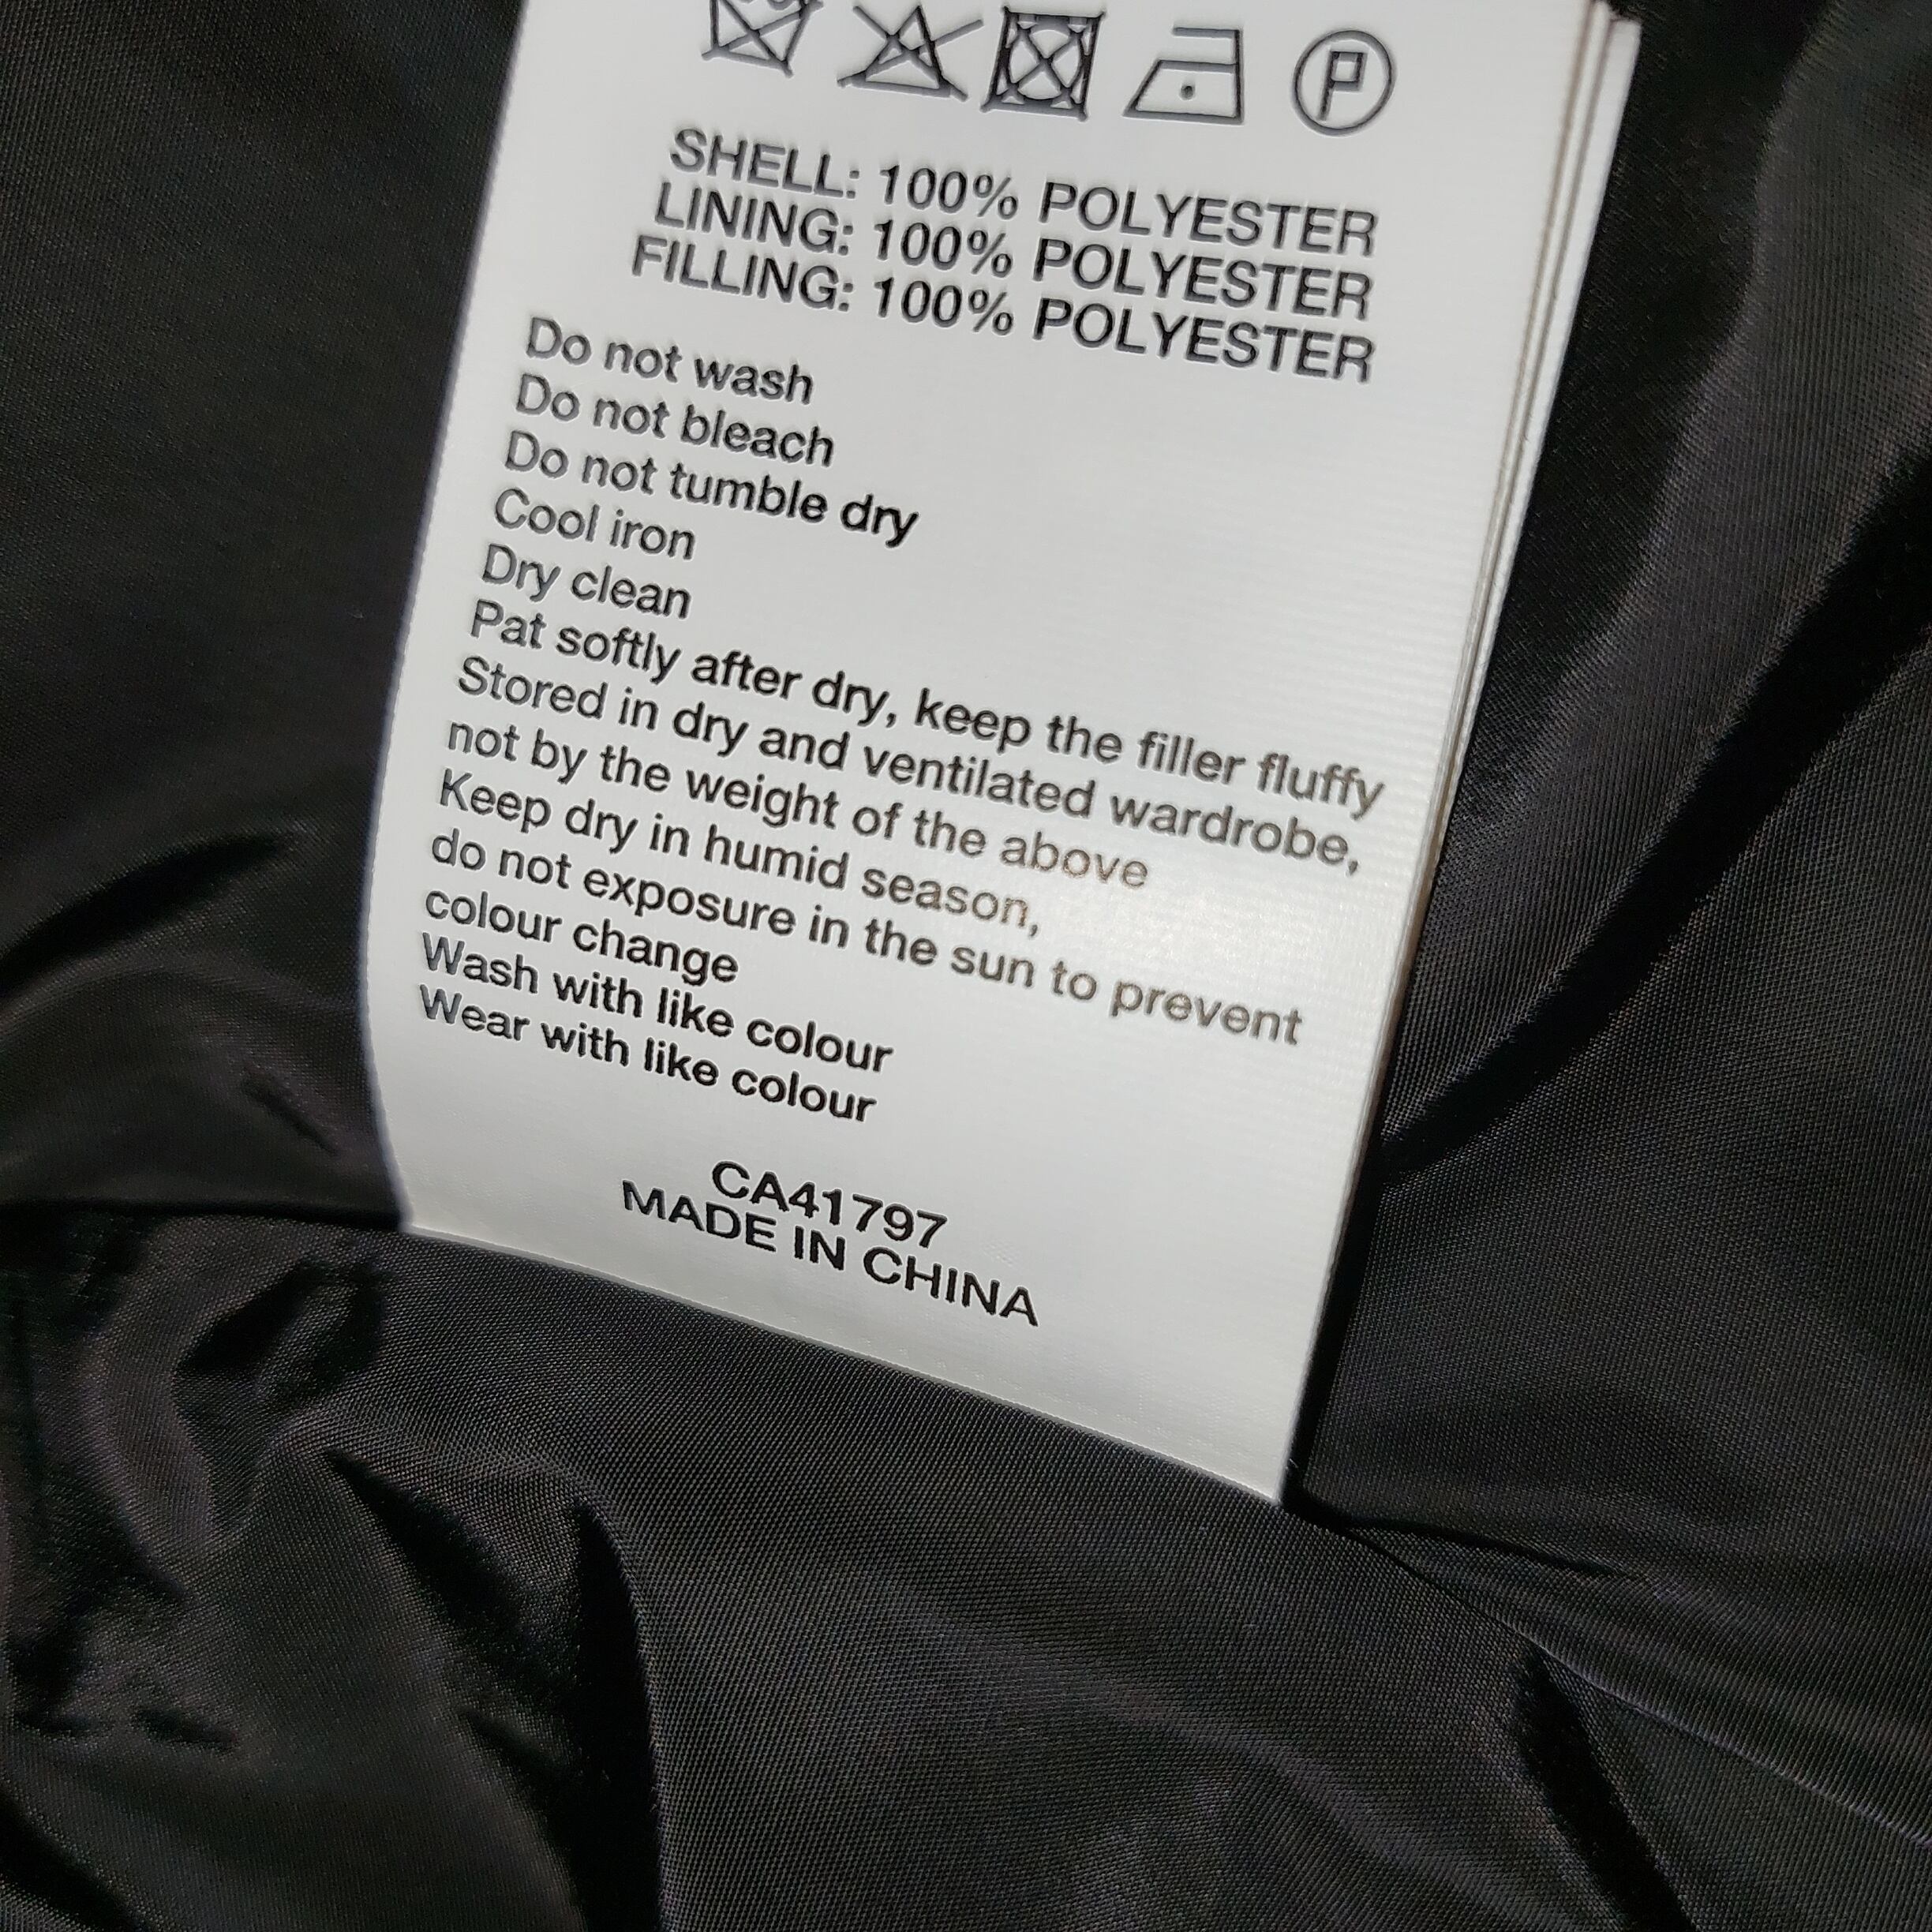 P
SHELL: 100% POLYESTER
LINING: 100% POLYESTER
FILLING: 100% POLYESTER
Do not wash
Do not bleach
Do not tumble dry
Cool iron
Dry clean
Pat softly after dry, keep the filler fluffy
Stored in dry and ventilated wardrobe,
not by the weight of the above
Keep dry in humid season,
do not exposure in the sun to prevent
colour change
Wash with like colour
Wear with like colour
CA41797
MADE IN CHINA